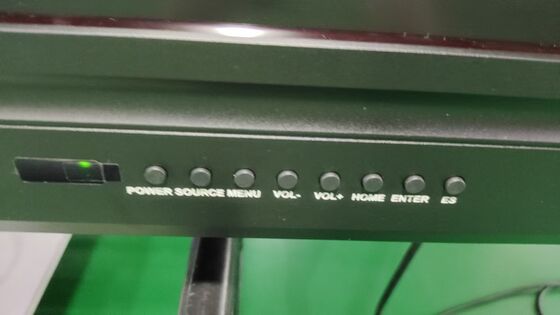 POWER SOURCE MENU VOL- VOL+ HOME ENTER ES